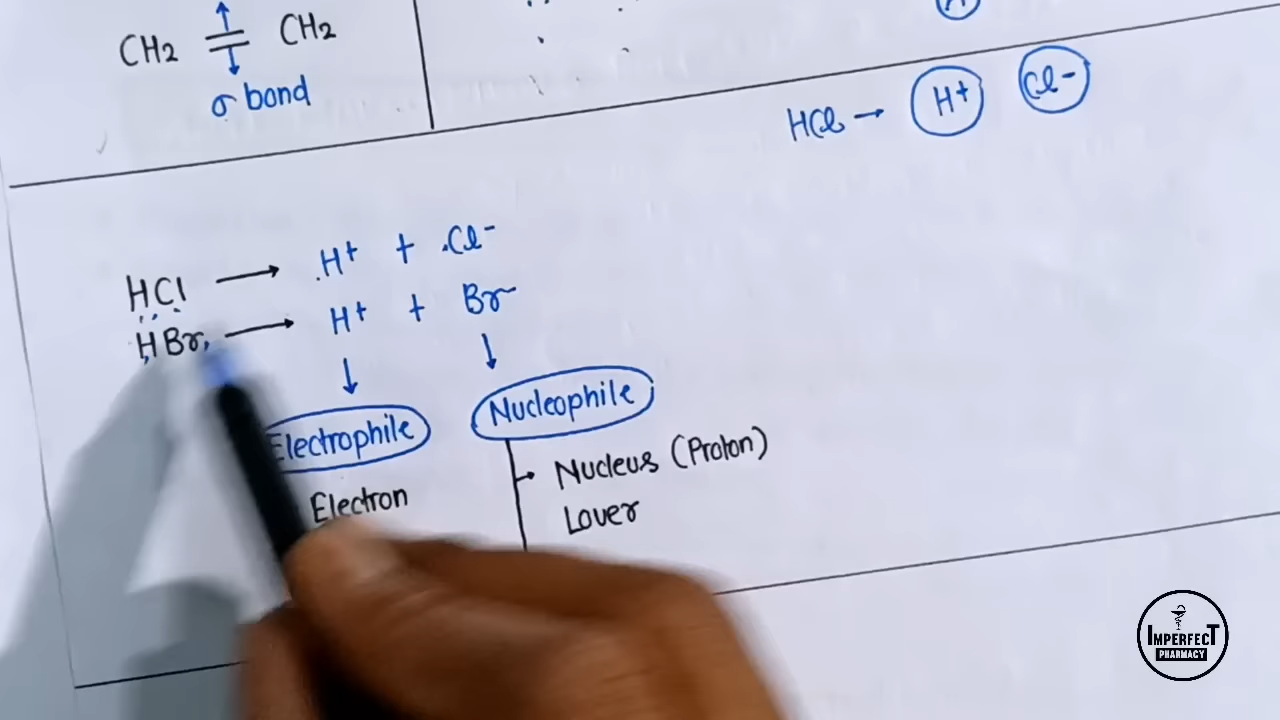 CH2 = CH2
σ bond
HCl → H+ Cl-
HCl → H+ + Cl-
HBr → H+ + Br-
Electrophile
Nucleophile
Electron
Nucleus (Proton)
Lover
IMPERFECT
PHARMACY